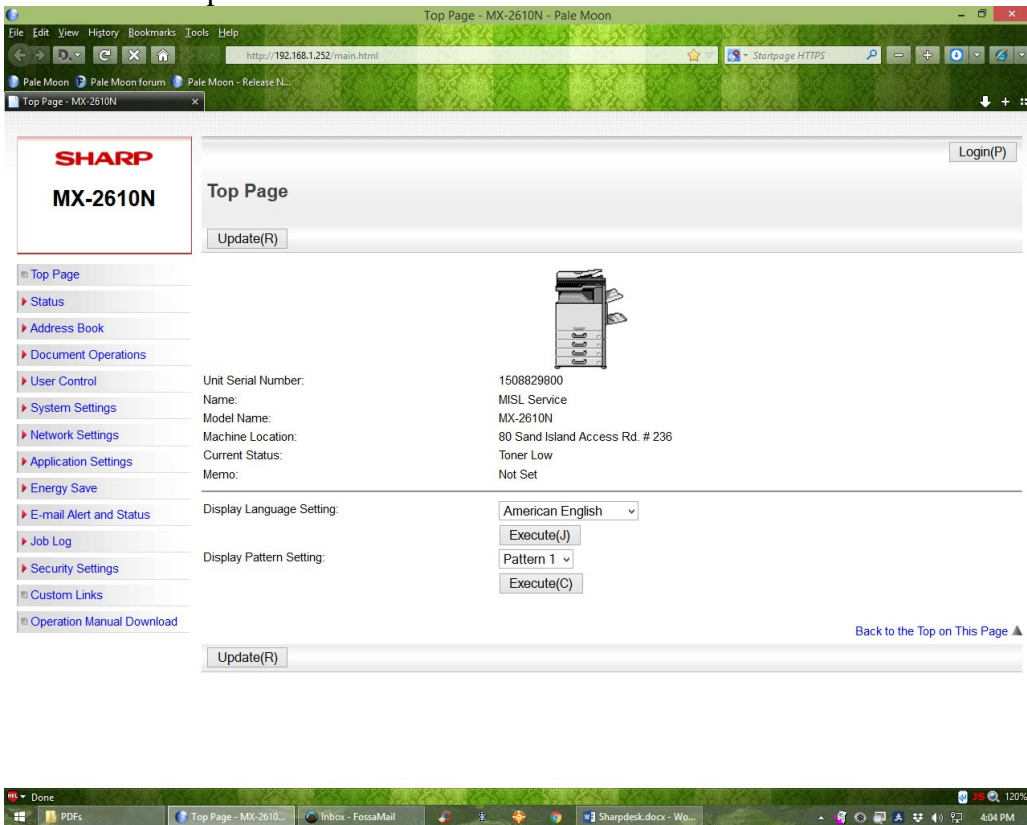 Top Page - MX-2610N - Pale Moon
File Edit View History Bookmarks Tools Help
http://192.168.1.252/main.html
Startpage HTTPS
Pale Moon Pale Moon forum Pale Moon - Release N...
Top Page - MX-2610N
SHARP
MX-2610N
Login(P)
Top Page
Update(R)
Top Page
Status
Address Book
Document Operations
User Control
System Settings
Network Settings
Application Settings
Energy Save
E-mail Alert and Status
Job Log
Security Settings
Custom Links
Operation Manual Download
Unit Serial Number: 1508829800
Name: MISL Service
Model Name: MX-2610N
Machine Location: 80 Sand Island Access Rd. # 236
Current Status: Toner Low
Memo: Not Set
Display Language Setting: American English
Execute(J)
Display Pattern Setting: Pattern 1
Execute(C)
Back to the Top on This Page
Update(R)
Done
JS 120%
PDFs Top Page - MX-2610... Inbox - FossaMail Sharpdesk.docx - Wo... 4:04 PM